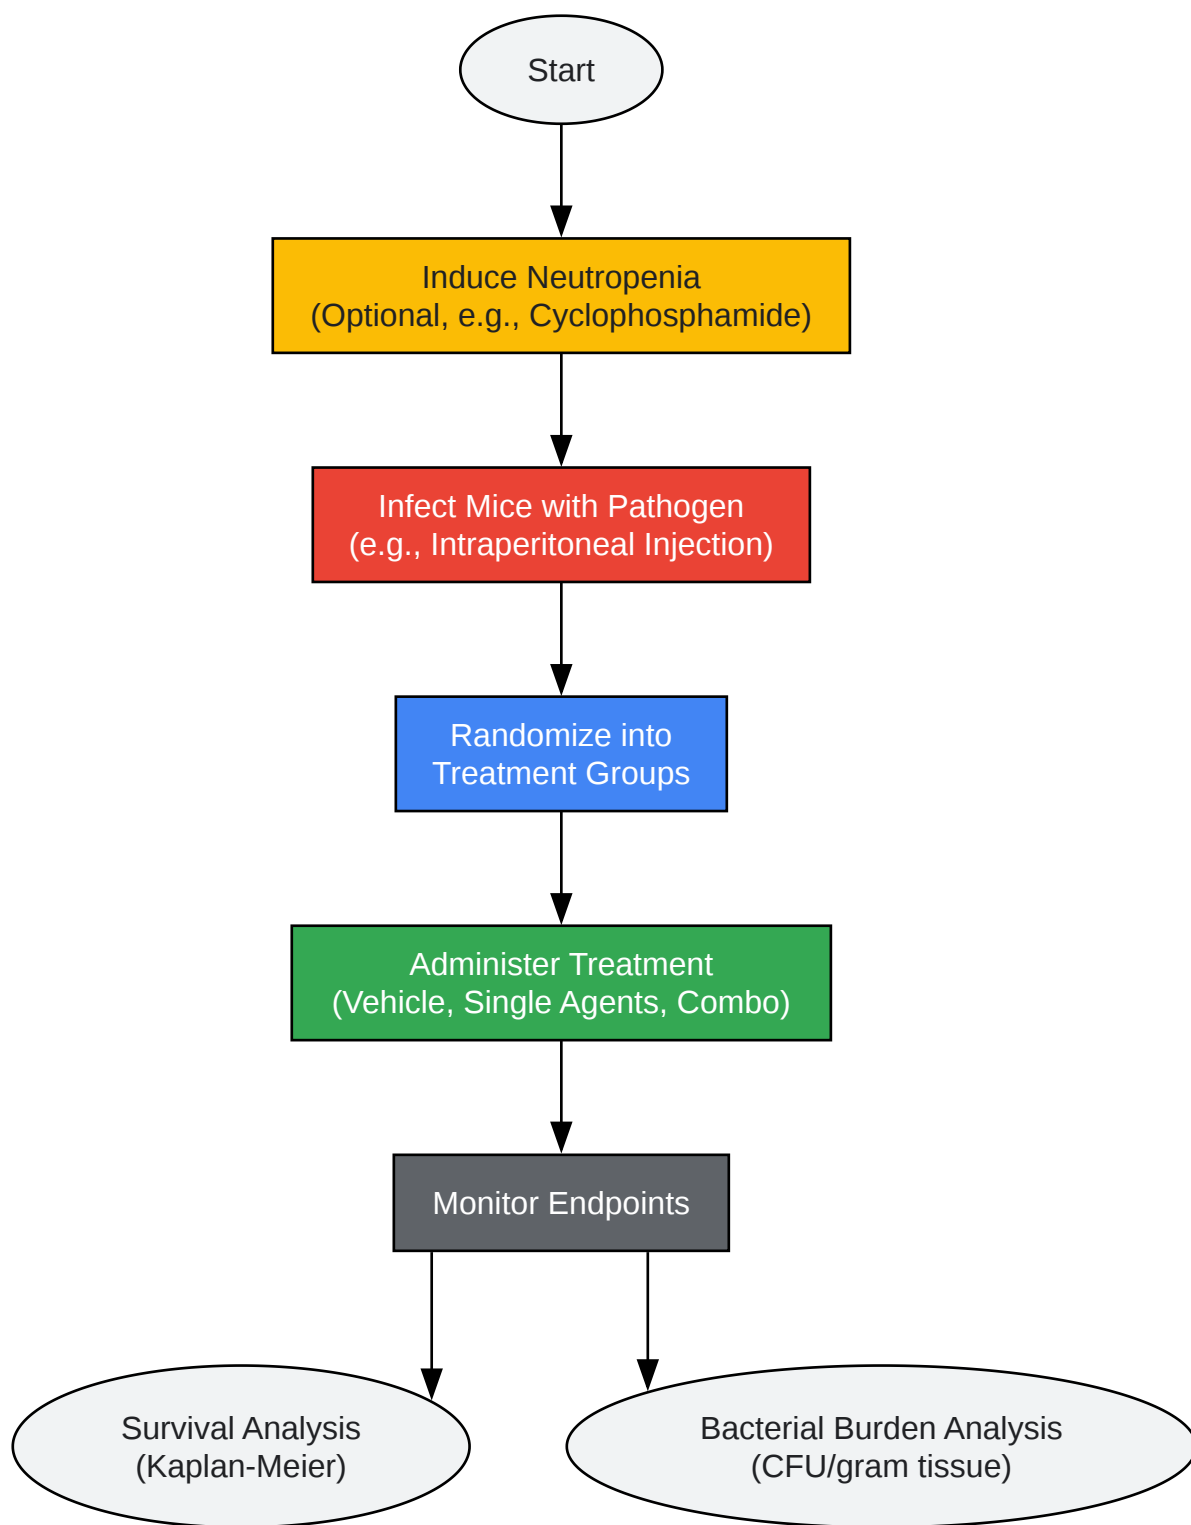 Start
Induce Neutropenia
(Optional, e.g., Cyclophosphamide)
Infect Mice with Pathogen
(e.g., Intraperitoneal Injection)
Randomize into
Treatment Groups
Administer Treatment
(Vehicle, Single Agents, Combo)
Monitor Endpoints
Survival Analysis
(Kaplan-Meier)
Bacterial Burden Analysis
(CFU/gram tissue)